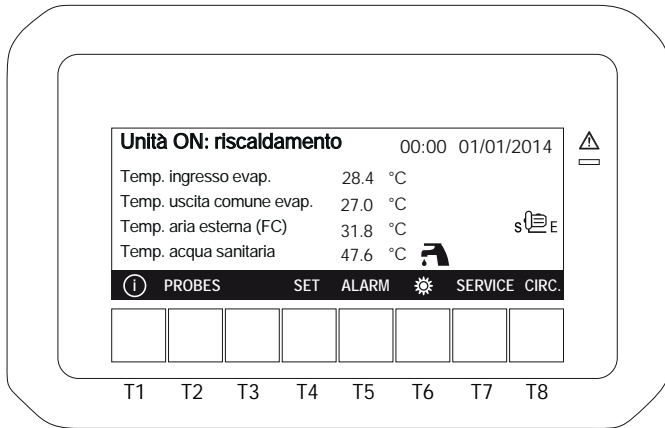 Unità ON: riscaldamento 00:00 01/01/2014
Temp. ingresso evap. 28.4 °C
Temp. uscita comune evap. 27.0 °C
Temp. aria esterna (FC) 31.8 °C S E
Temp. acqua sanitaria 47.6 °C
i PROBES SET ALARM SERVICE CIRC.
T1 T2 T3 T4 T5 T6 T7 T8